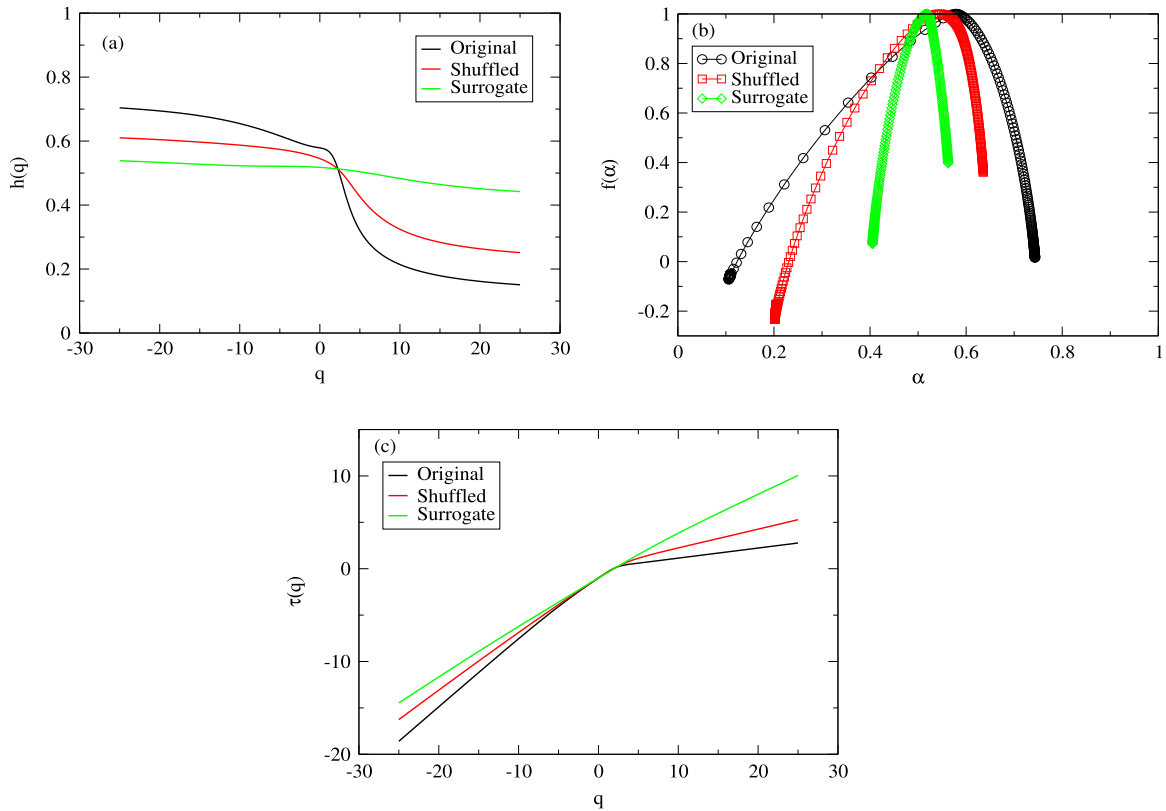 (a)
Original
Shuffled
Surrogate
h(q)
1
0.8
0.6
0.4
0.2
0
-30
-20
-10
0
10
20
30
q
(b)
Original
Shuffled
Surrogate
f(α)
1
0.8
0.6
0.4
0.2
0
-0.2
0
0.2
0.4
0.6
0.8
1
α
(c)
Original
Shuffled
Surrogate
τ(q)
10
0
-10
-20
-30
-20
-10
0
10
20
30
q